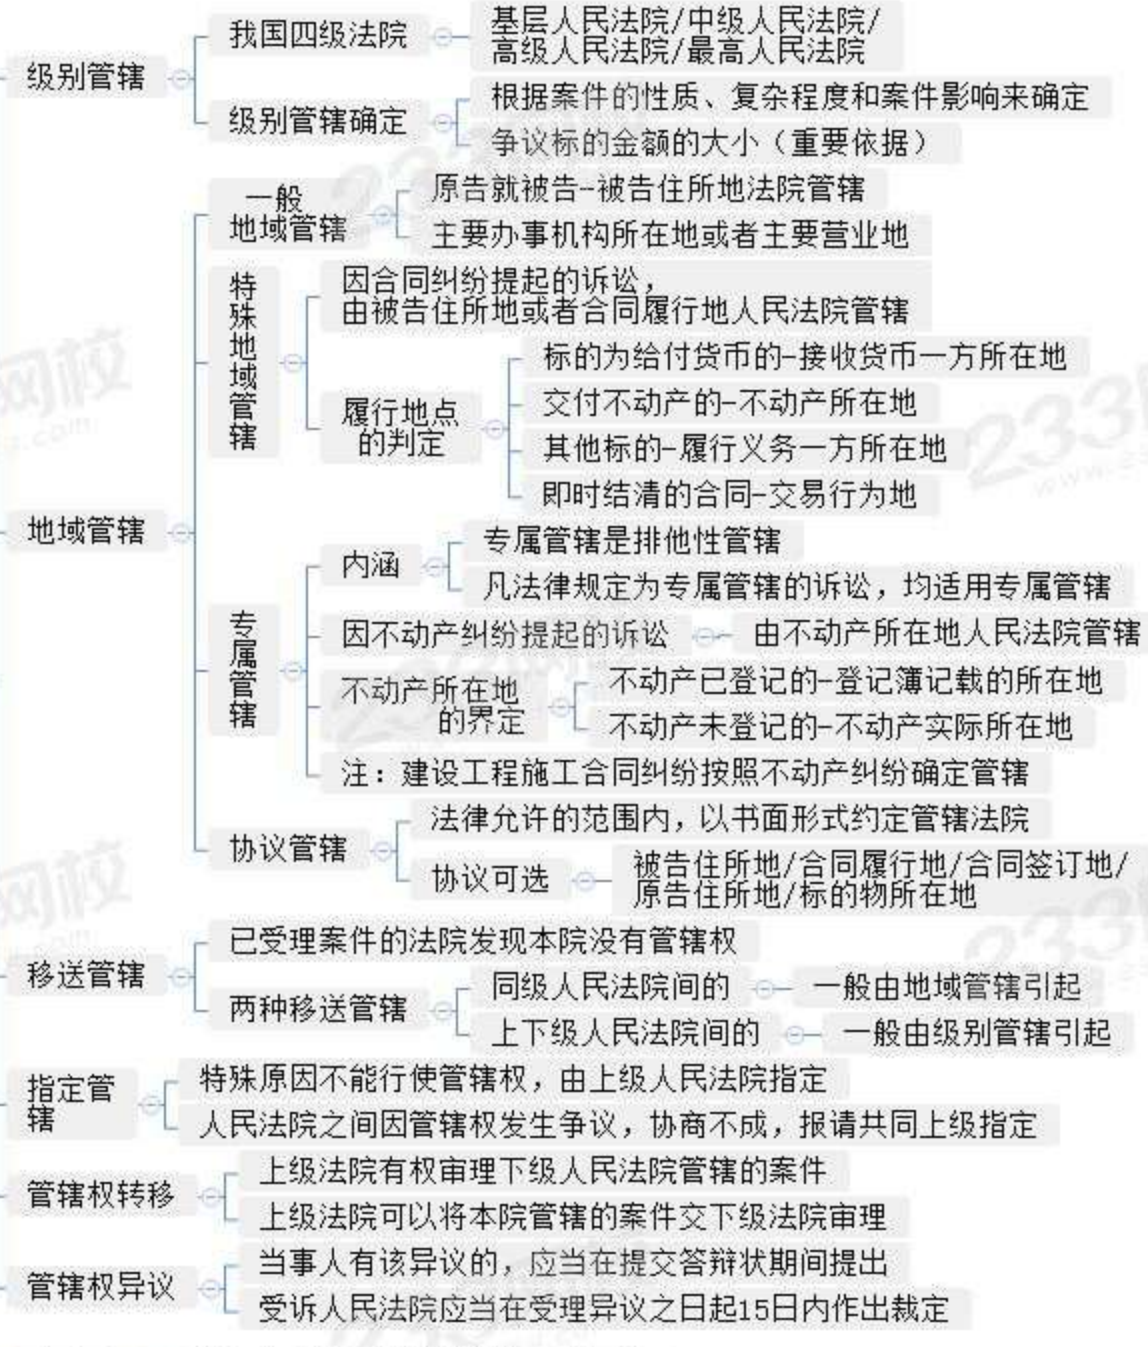 级别管辖
我国四级法院
基层人民法院/中级人民法院/
高级人民法院/最高人民法院
级别管辖确定
根据案件的性质、复杂程度和案件影响来确定
争议标的金额的大小（重要依据）
地域管辖
一般
地域管辖
原告就被告-被告住所地法院管辖
主要办事机构所在地或者主要营业地
特殊地域管辖
因合同纠纷提起的诉讼，
由被告住所地或者合同履行地人民法院管辖
履行地点
的判定
标的为给付货币的-接收货币一方所在地
交付不动产的-不动产所在地
其他标的-履行义务一方所在地
即时结清的合同-交易行为地
专属管辖
内涵
专属管辖是排他性管辖
凡法律规定为专属管辖的诉讼，均适用专属管辖
因不动产纠纷提起的诉讼
由不动产所在地人民法院管辖
不动产所在地
的界定
不动产已登记的-登记簿记载的所在地
不动产未登记的-不动产实际所在地
注：建设工程施工合同纠纷按照不动产纠纷确定管辖
协议管辖
法律允许的范围内，以书面形式约定管辖法院
协议可选
被告住所地/合同履行地/合同签订地/
原告住所地/标的物所在地
移送管辖
已受理案件的法院发现本院没有管辖权
两种移送管辖
同级人民法院间的
一般由地域管辖引起
上下级人民法院间的
一般由级别管辖引起
指定管
辖
特殊原因不能行使管辖权，由上级人民法院指定
人民法院之间因管辖权发生争议，协商不成，报请共同上级指定
管辖权转移
上级法院有权审理下级人民法院管辖的案件
上级法院可以将本院管辖的案件交下级法院审理
管辖权异议
当事人有该异议的，应当在提交答辩状期间提出
受诉人民法院应当在受理异议之日起15日内作出裁定